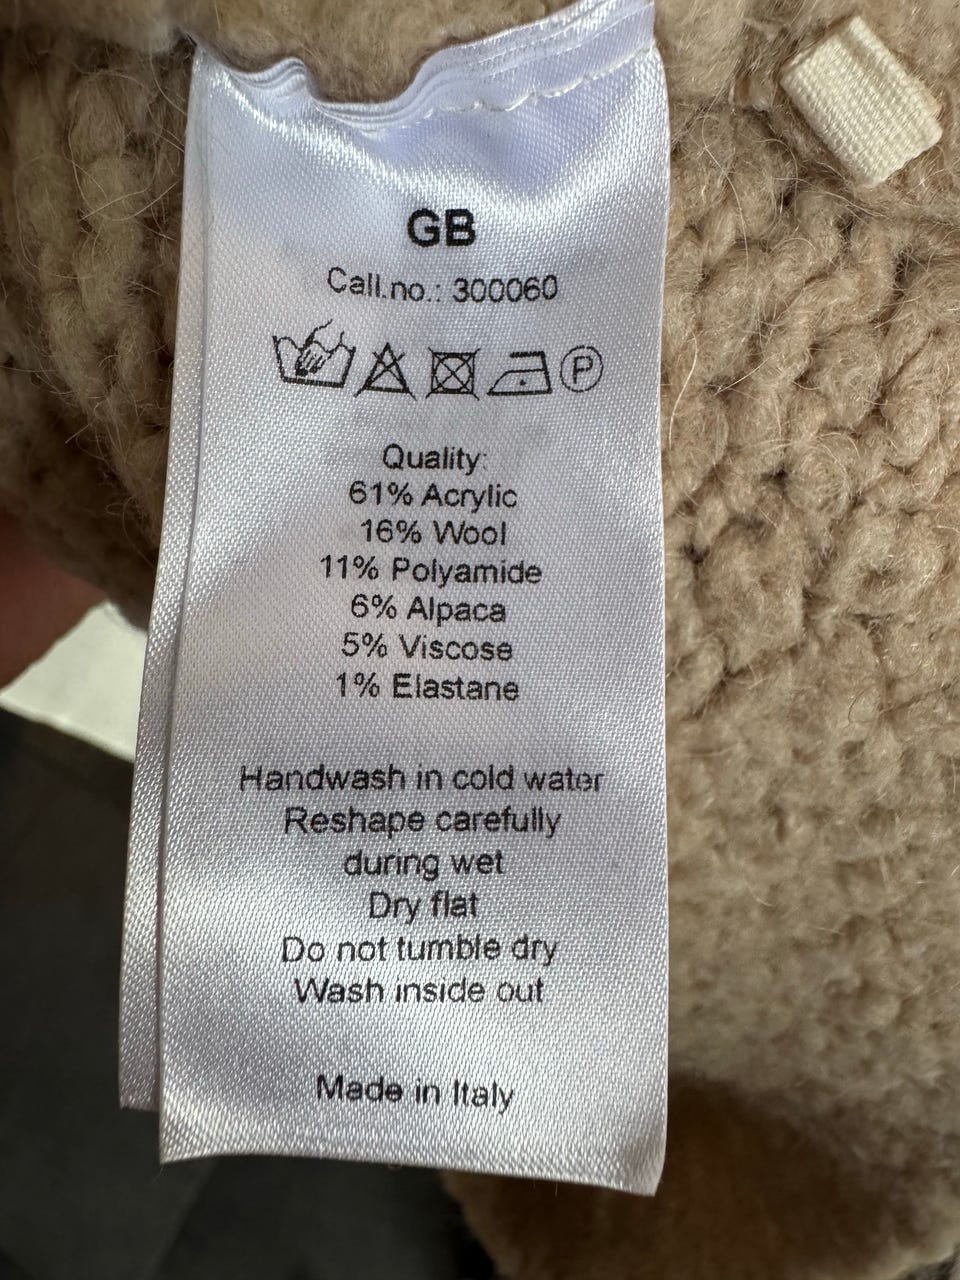 GB
Call.no.: 300060
P
Quality:
61% Acrylic
16% Wool
11% Polyamide
6% Alpaca
5% Viscose
1% Elastane
Handwash in cold water
Reshape carefully
during wet
Dry flat
Do not tumble dry
Wash inside out
Made in Italy